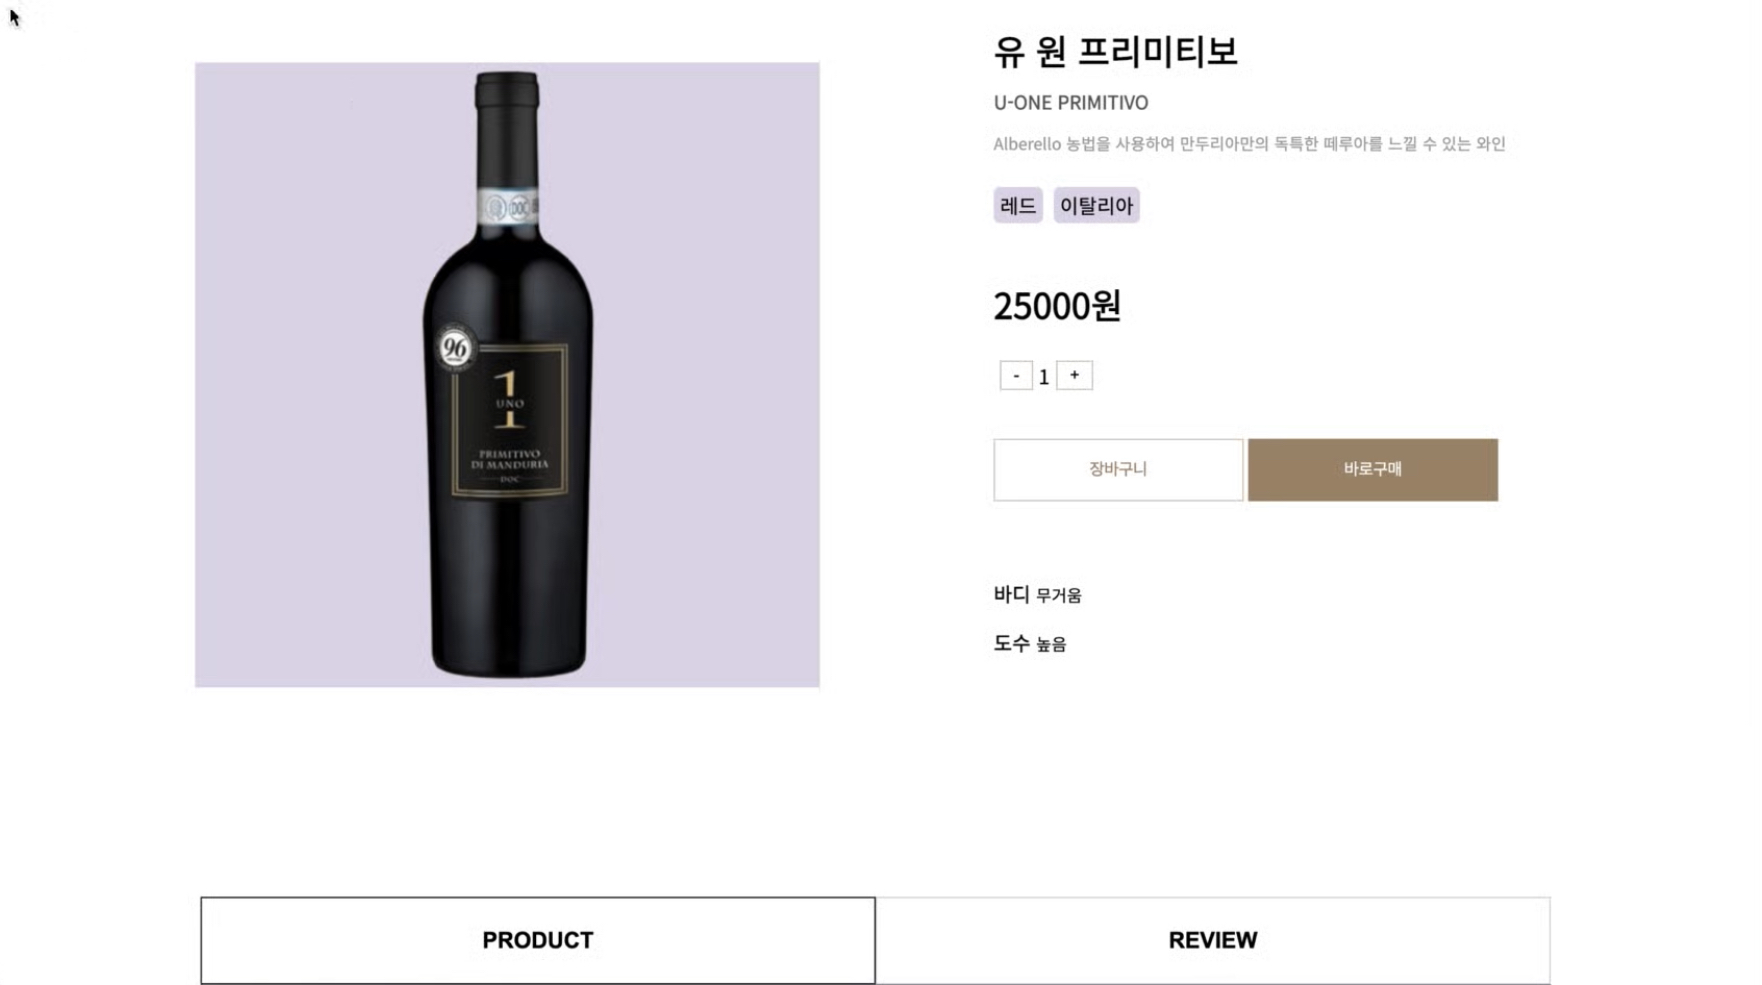 유 원 프리미티보
U-ONE PRIMITIVO
Alberello 농법을 사용하여 만두리아만의 독특한 떼루아를 느낄 수 있는 와인
레드 이탈리아
DOC
96
1
UNO
PRIMITIVO
DI MANDURIA
DOC
25000원
- 1 +
장바구니 바로구매
바디 무거움
도수 높음
PRODUCT REVIEW